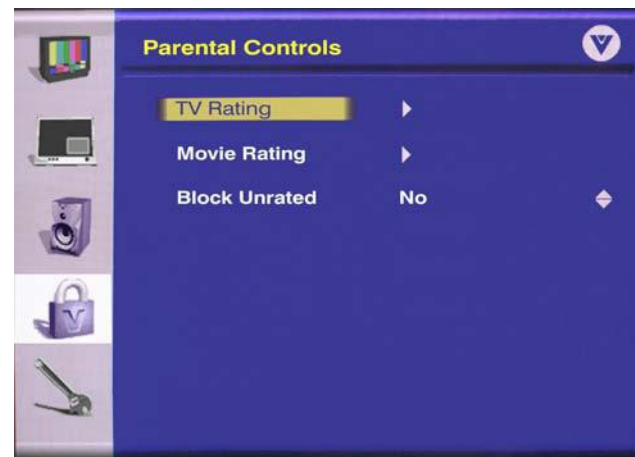 Parental Controls
TV Rating
Movie Rating
Block Unrated No